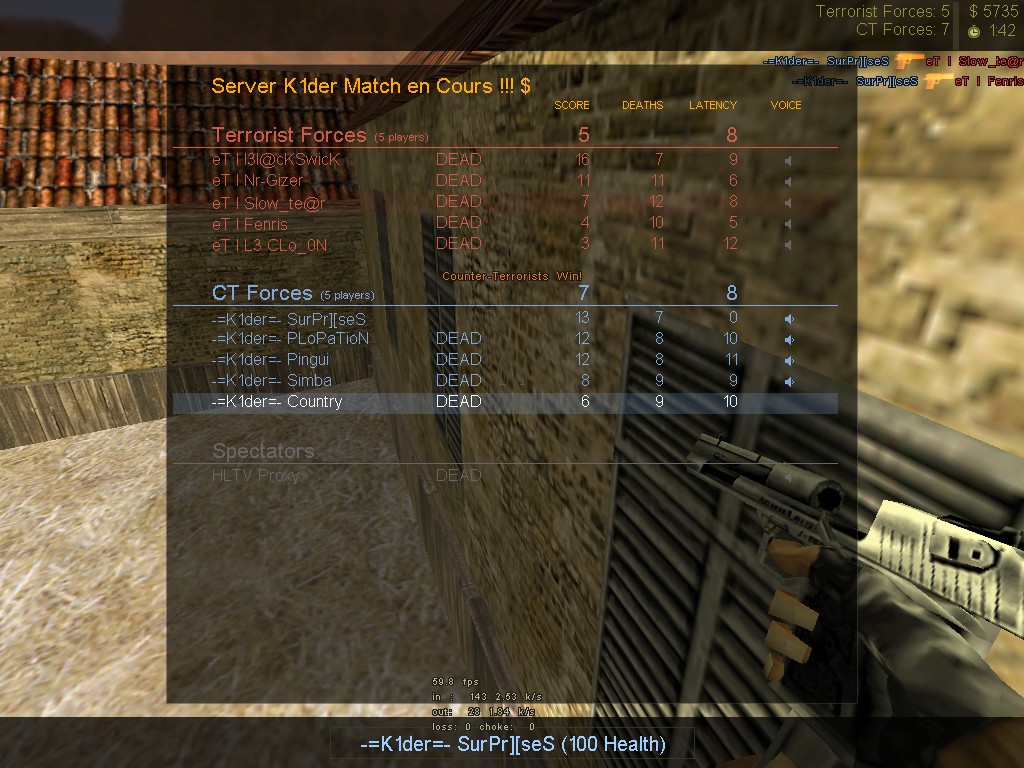 Terrorist Forces: 5 $ 5735
CT Forces: 7 1:42
-=K1der=- SurPr][seS eT | Slow_te@r
-=K1der=- SurPr][seS eT | Fenris
Server K1der Match en Cours !!! $
SCORE DEATHS LATENCY VOICE
Terrorist Forces (5 players) 5 8
eT | l3l@cKSwicK DEAD 16 7 9
eT | Nr-Gizer DEAD 11 11 6
eT | Slow_te@r DEAD 7 12 8
eT | Fenris DEAD 4 10 5
eT | L3 CLo_0N DEAD 3 11 12
Counter-Terrorists Win!
CT Forces (5 players) 7 8
-=K1der=- SurPr][seS 13 7 0
-=K1der=- PLoPaTioN DEAD 12 8 10
-=K1der=- Pingui DEAD 12 8 11
-=K1der=- Simba DEAD 8 9 9
-=K1der=- Country DEAD 6 9 10
Spectators
HLTV Proxy DEAD
59.8 fps
in : 143 2.53 k/s
out: 28 1.84 k/s
loss: 0 choke: 0
-=K1der=- SurPr][seS (100 Health)